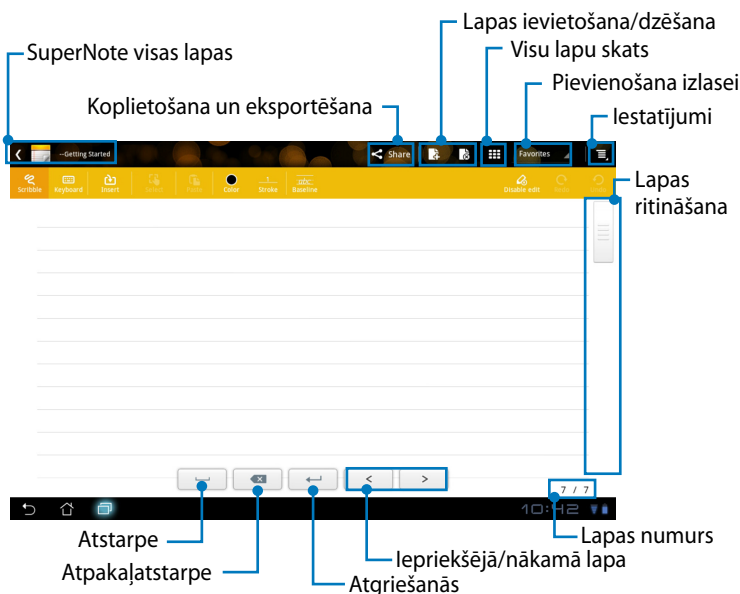 Lapas ievietošana/dzēšana
SuperNote visas lapas
Visu lapu skats
Pievienošana izlasei
Koplietošana un eksportēšana
Iestatījumi
--Getting Started
Share
Favorites
Scribble
Keyboard
Insert
Select
Paste
Color
Stroke
abc
Baseline
Disable edit
Redo
Undo
Lapas
ritināšana
< >
7 / 7
10:42
Atstarpe
Lapas numurs
Atpakaļatstarpe
Iepriekšējā/nākamā lapa
Atgriešanās